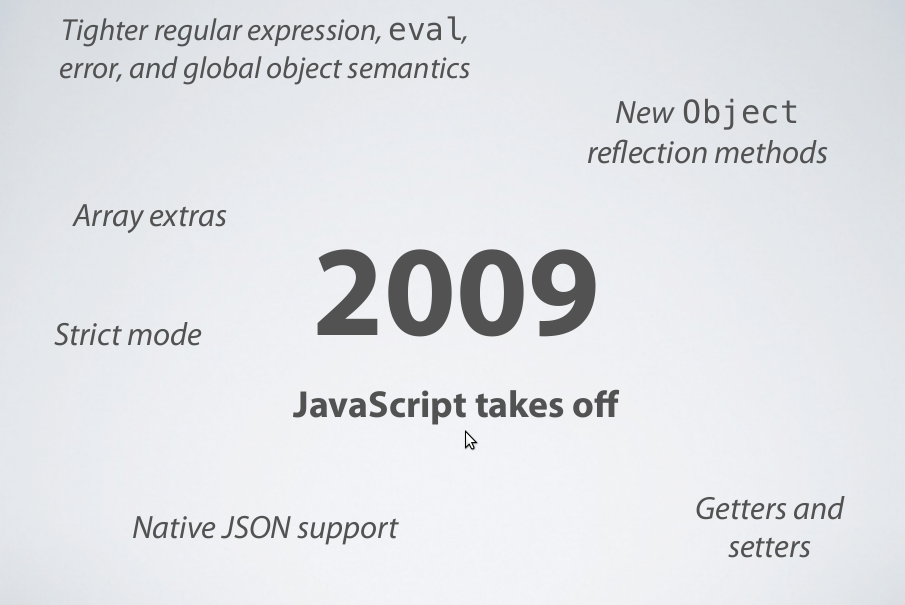 Tighter regular expression, eval,
error, and global object semantics
New Object
reflection methods
Array extras
2009
Strict mode
JavaScript takes off
Getters and
setters
Native JSON support